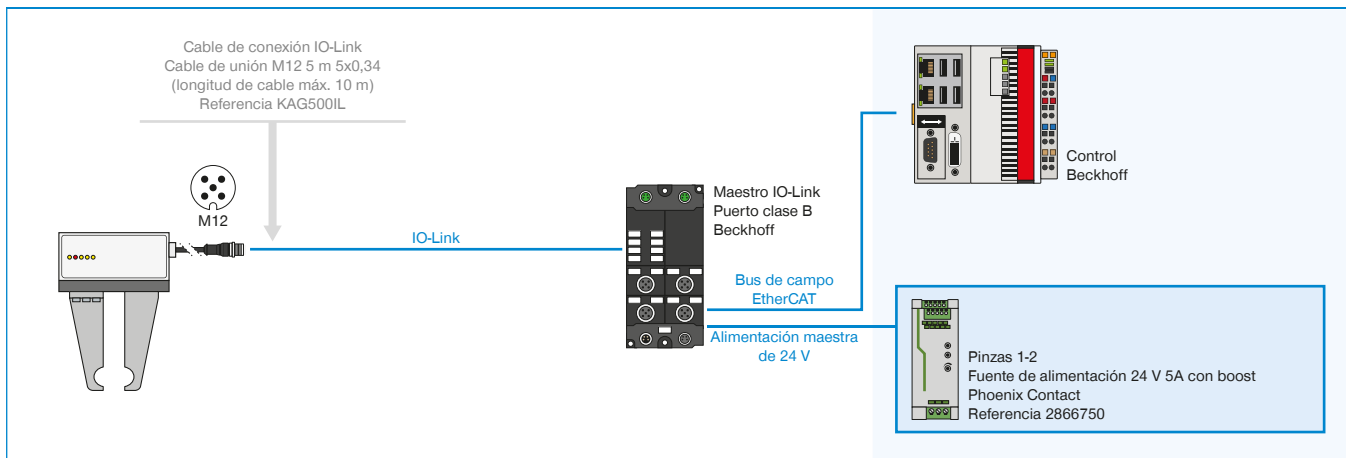 Cable de conexión IO-Link
Cable de unión M12 5 m 5x0,34
(longitud de cable máx. 10 m)
Referencia KAG500IL
M12
IO-Link
Maestro IO-Link
Puerto clase B
Beckhoff
Bus de campo
EtherCAT
Alimentación maestra
de 24 V
Control
Beckhoff
Pinzas 1-2
Fuente de alimentación 24 V 5A con boost
Phoenix Contact
Referencia 2866750